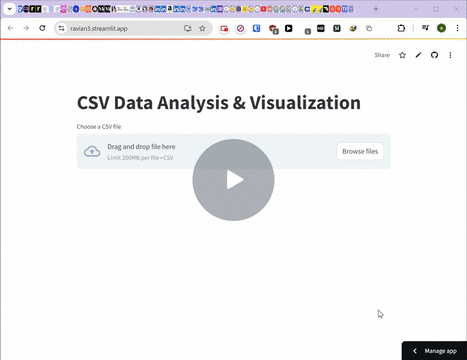 ravian3.streamlit.app
Share
CSV Data Analysis & Visualization
Choose a CSV file
Drag and drop file here
Limit 200MB per file • CSV
Browse files
Manage app